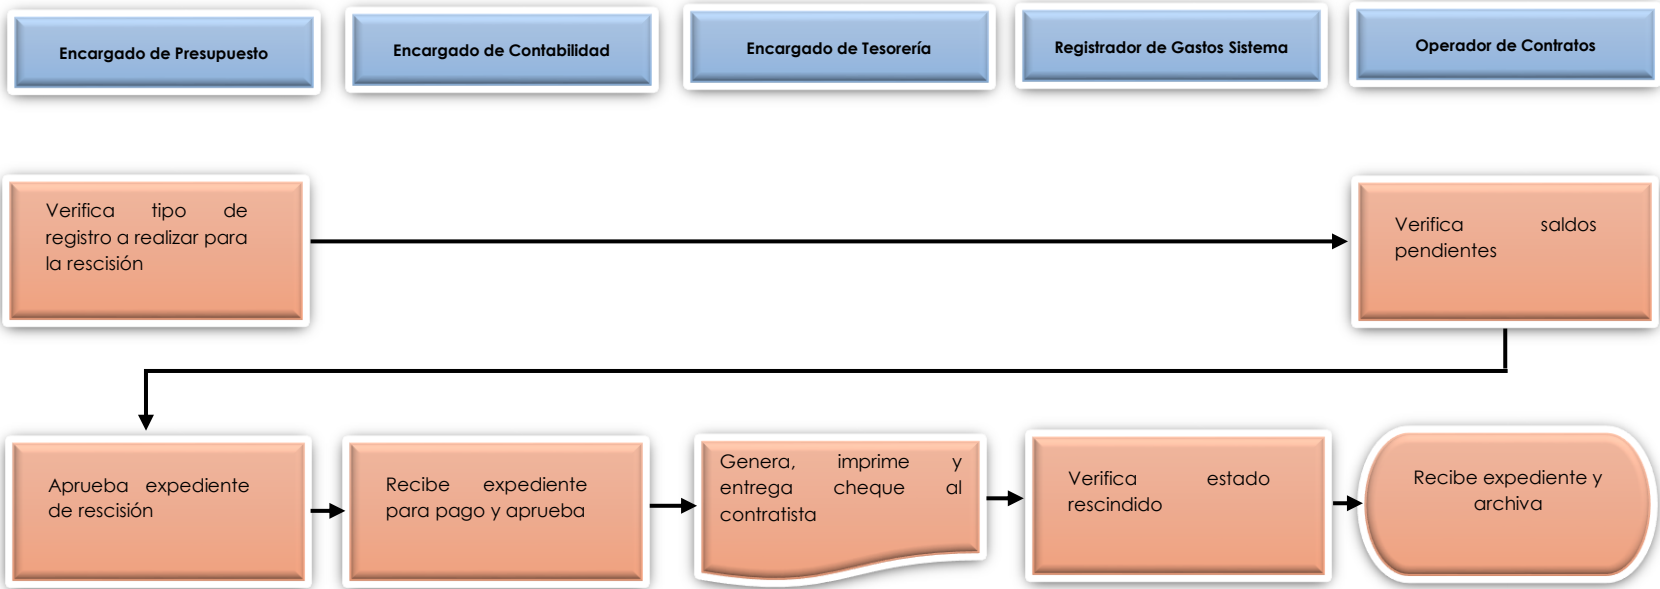 Encargado de Presupuesto
Encargado de Contabilidad
Encargado de Tesorería
Registrador de Gastos Sistema
Operador de Contratos
Verifica tipo de
registro a realizar para
la rescisión
Verifica saldos
pendientes
Aprueba expediente
de rescisión
Recibe expediente
para pago y aprueba
Genera, imprime y
entrega cheque al
contratista
Verifica estado
rescindido
Recibe expediente y
archiva